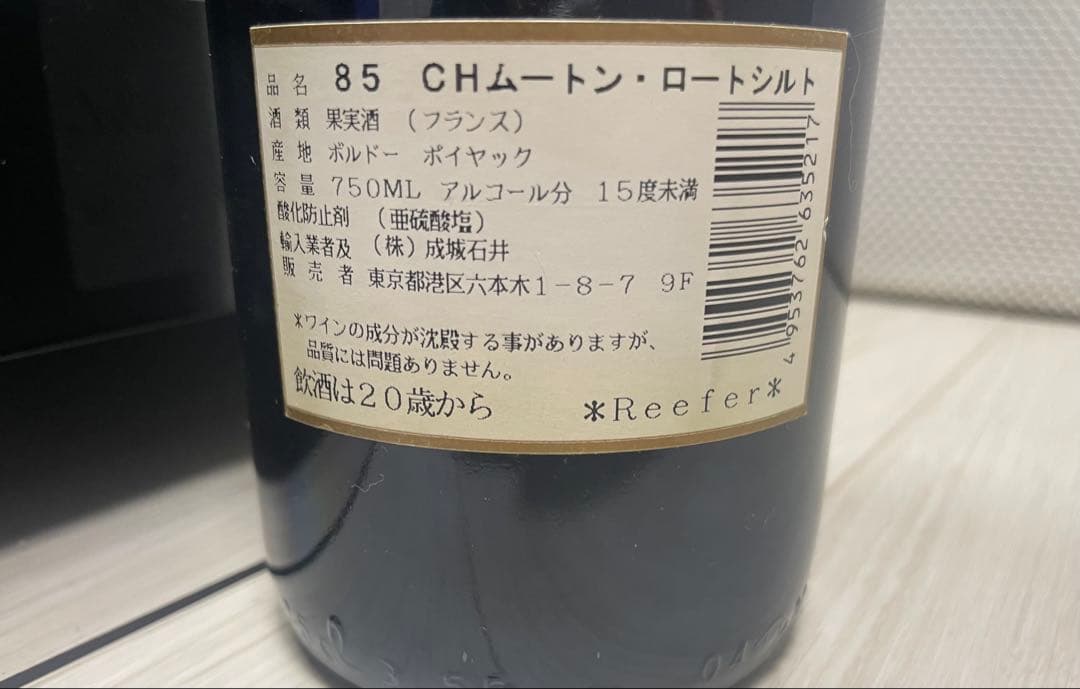 品名 85 CHムートン・ロートシルト
酒類 果実酒 (フランス)
産地 ボルドー ポイヤック
容量 750ML アルコール分 15度未満
酸化防止剤 (亜硫酸塩)
輸入業者及 (株)成城石井
販売者 東京都港区六本木1-8-7 9F
*ワインの成分が沈殿する事がありますが、
品質には問題ありません。
飲酒は20歳から
*Reefer*
4 953762 635217